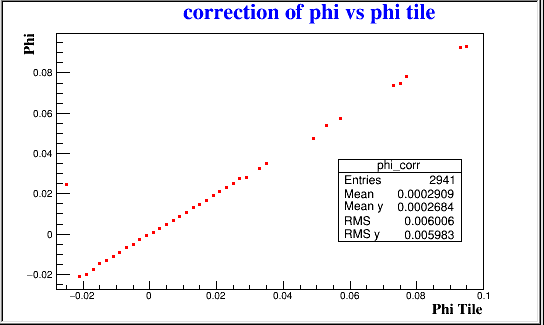 correction of phi vs phi tile
Phi
0.08
0.06
0.04
0.02
0
−0.02
phi_corr
Entries 2941
Mean 0.0002909
Mean y 0.0002684
RMS 0.006006
RMS y 0.005983
−0.02 0 0.02 0.04 0.06 0.08 0.1
Phi Tile